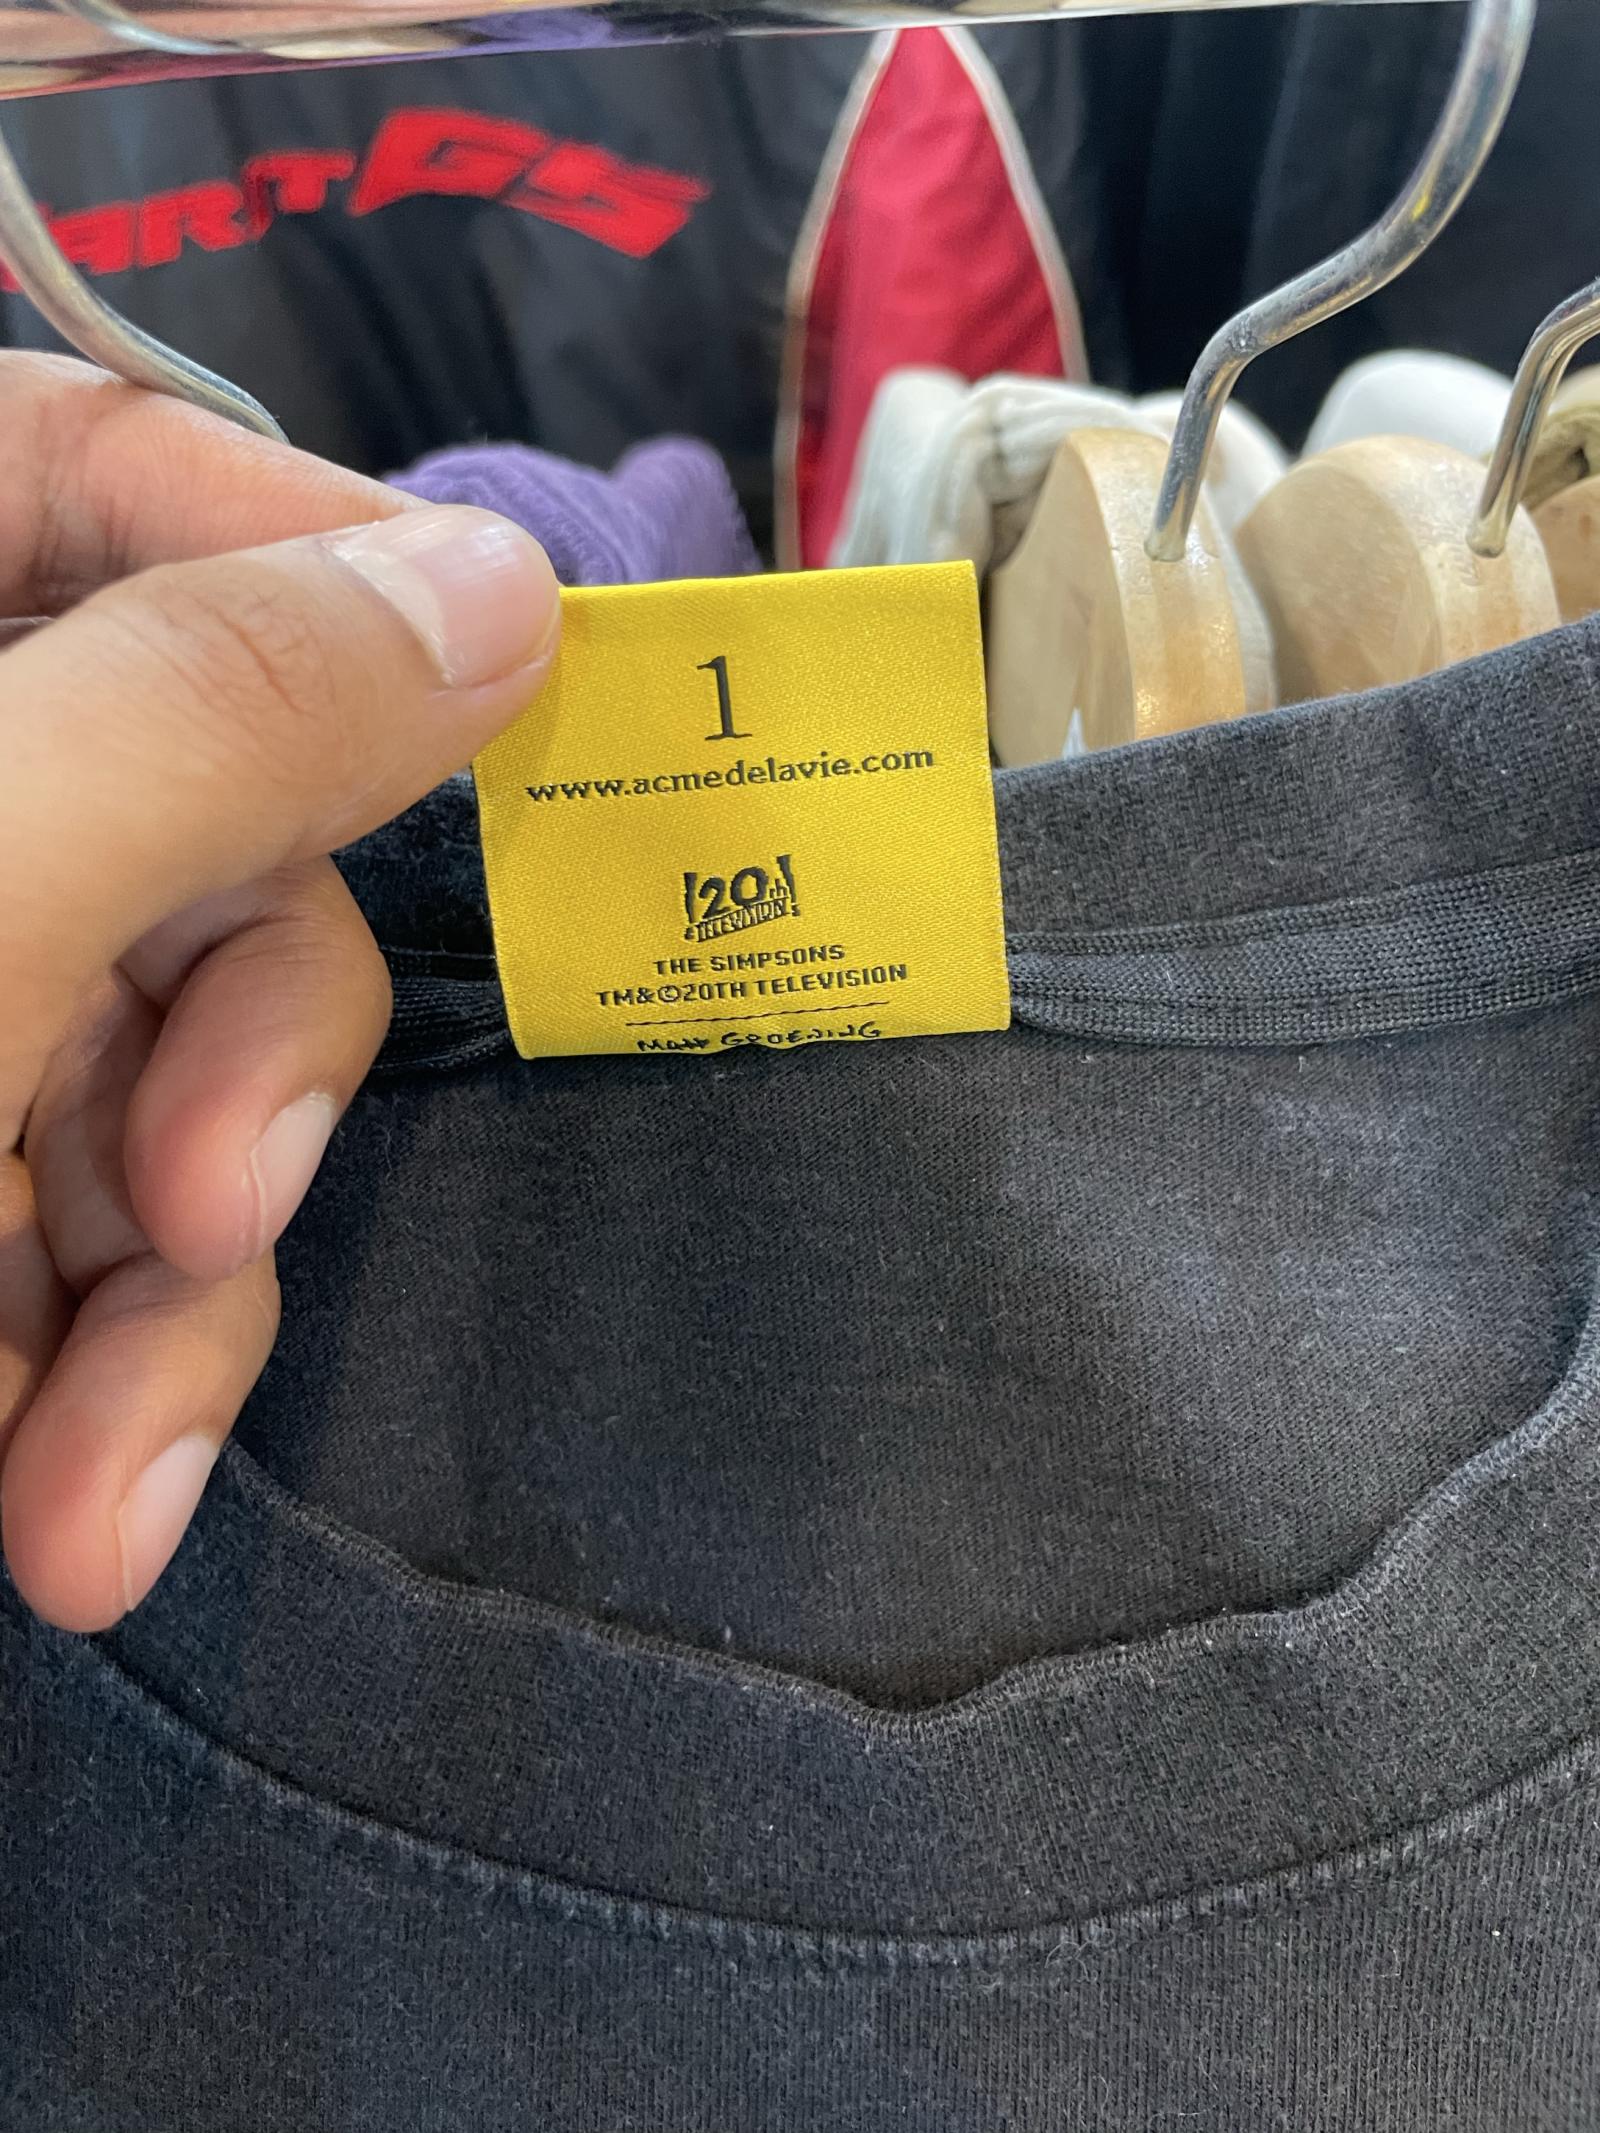 1
www.acmedelavie.com
20th
TELEVISION
THE SIMPSONS
TM&©20TH TELEVISION
MATT GROENING